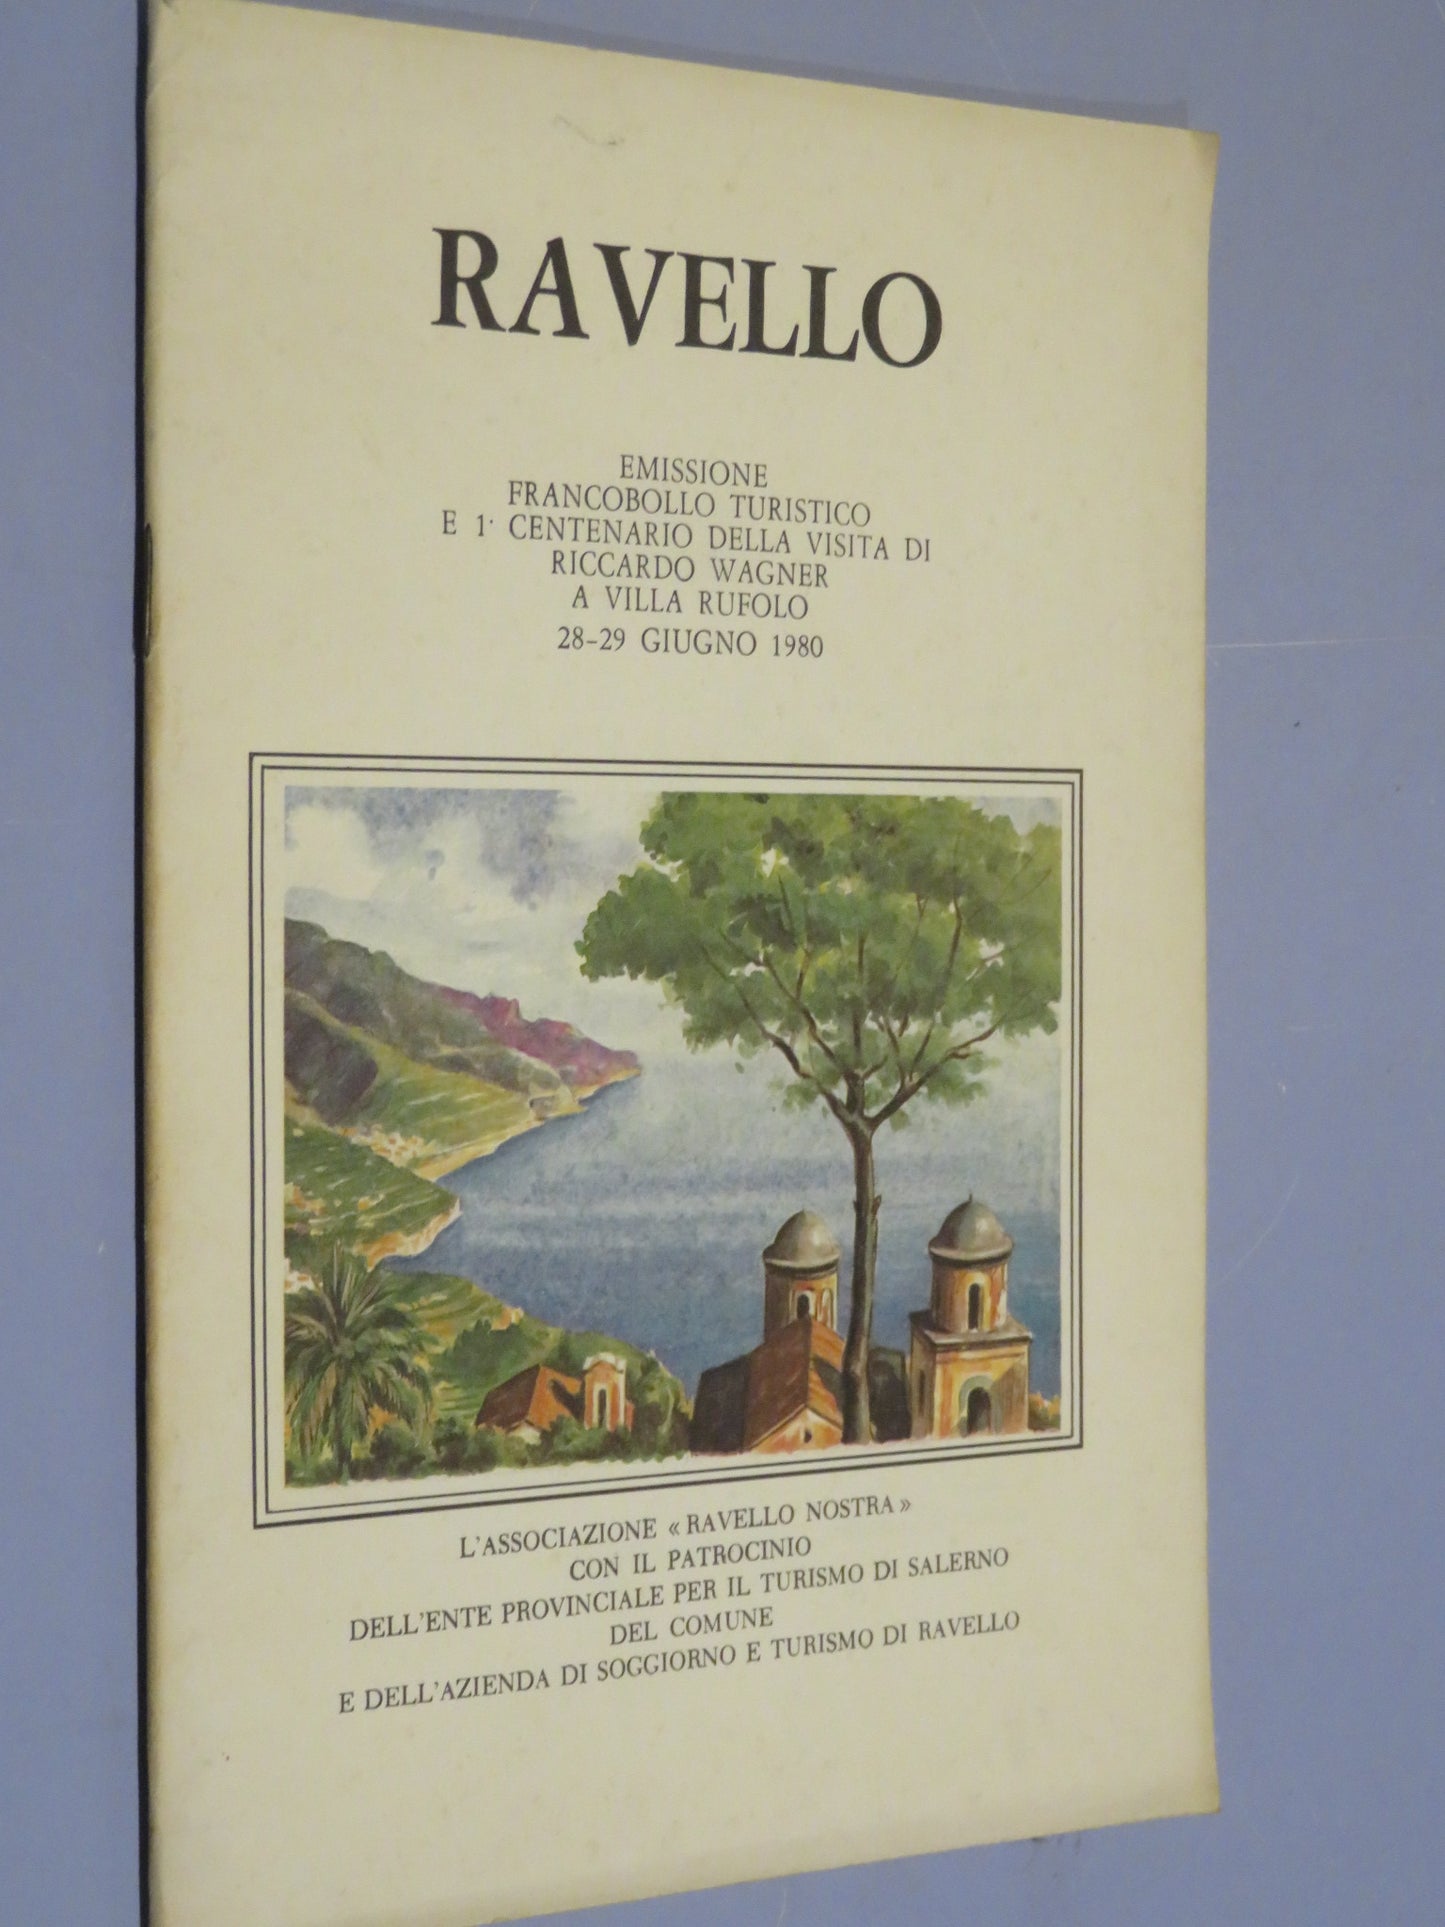 RAVELLO
EMISSIONE
FRANCOBOLLO TURISTICO
E 1· CENTENARIO DELLA VISITA DI
RICCARDO WAGNER
A VILLA RUFOLO
28-29 GIUGNO 1980
L'ASSOCIAZIONE «RAVELLO NOSTRA»
CON IL PATROCINIO
DELL'ENTE PROVINCIALE PER IL TURISMO DI SALERNO
DEL COMUNE
E DELL'AZIENDA DI SOGGIORNO E TURISMO DI RAVELLO